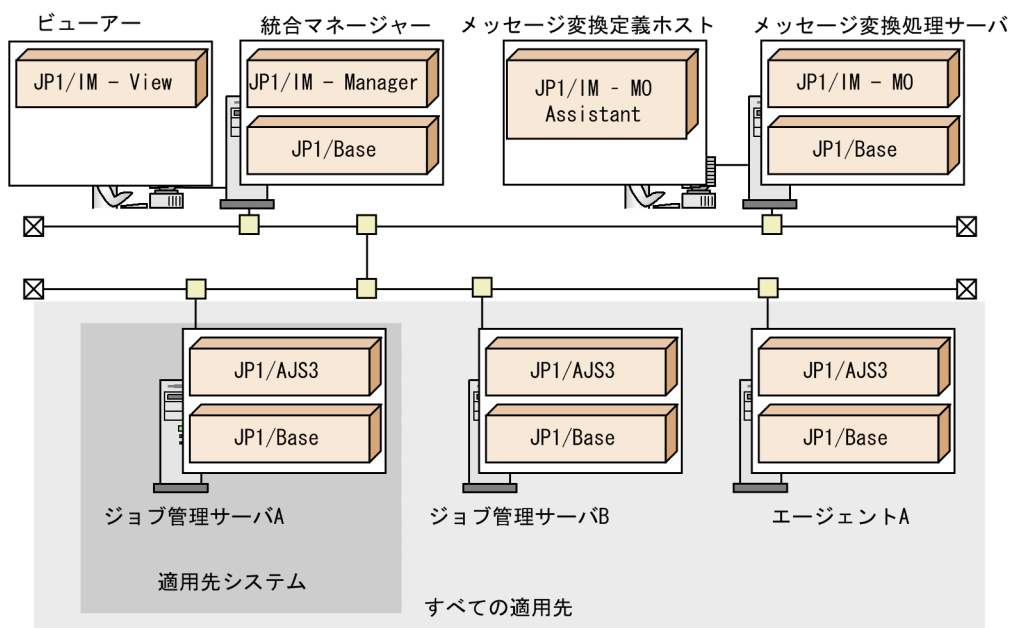 ビューアー
統合マネージャー
メッセージ変換定義ホスト
メッセージ変換処理サーバ
JP1/IM - View
JP1/IM - Manager
JP1/Base
JP1/IM - MO
Assistant
JP1/IM - MO
JP1/Base
JP1/AJS3
JP1/Base
JP1/AJS3
JP1/Base
JP1/AJS3
JP1/Base
ジョブ管理サーバA
ジョブ管理サーバB
エージェントA
適用先システム
すべての適用先